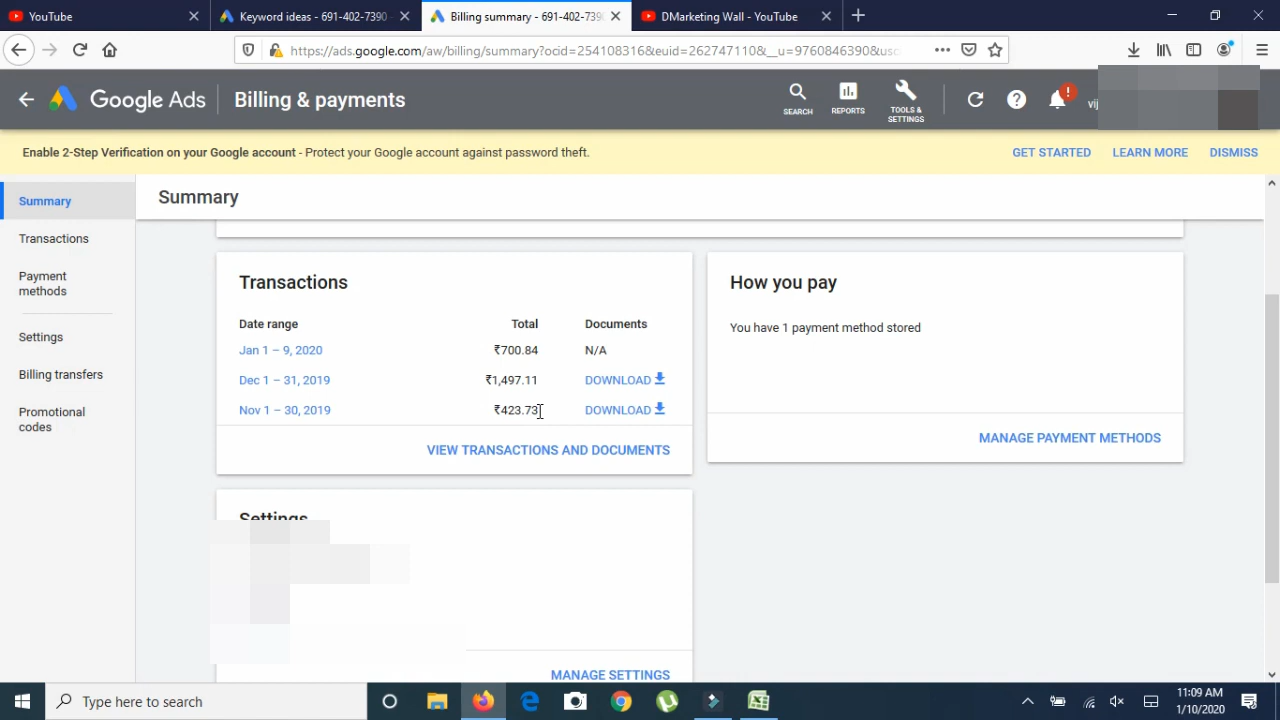 YouTube
Keyword ideas - 691-402-7390
Billing summary - 691-402-739
DMarketing Wall - YouTube
https://ads.google.com/aw/billing/summary?ocid=254108316&euid=262747110&__u=9760846390&usc
Google Ads
Billing & payments
SEARCH
REPORTS
TOOLS &
SETTINGS
vij
Enable 2-Step Verification on your Google account - Protect your Google account against password theft.
GET STARTED
LEARN MORE
DISMISS
Summary
Transactions
Payment
methods
Settings
Billing transfers
Promotional
codes
Summary
Transactions
Date range Total Documents
Jan 1 – 9, 2020 ₹700.84 N/A
Dec 1 – 31, 2019 ₹1,497.11 DOWNLOAD
Nov 1 – 30, 2019 ₹423.73 DOWNLOAD
VIEW TRANSACTIONS AND DOCUMENTS
How you pay
You have 1 payment method stored
MANAGE PAYMENT METHODS
Settings
MANAGE SETTINGS
Type here to search
11:09 AM
1/10/2020